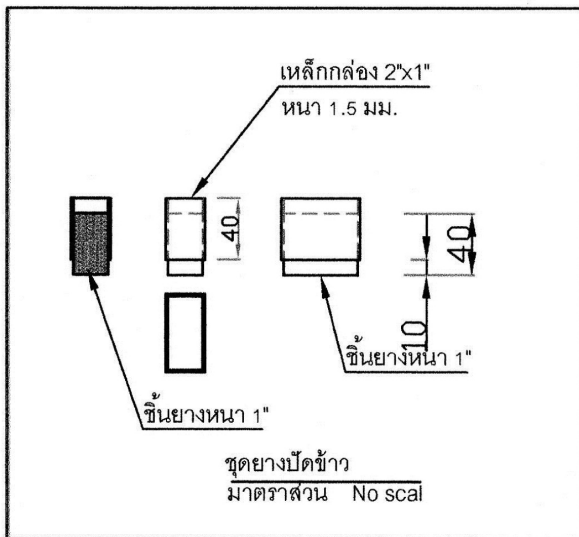 เหล็กกล่อง 2"x1"
หนา 1.5 มม.
40
40
10
ชิ้นยางหนา 1"
ชิ้นยางหนา 1"
ชุดยางปัดข้าว
มาตราส่วน No scal